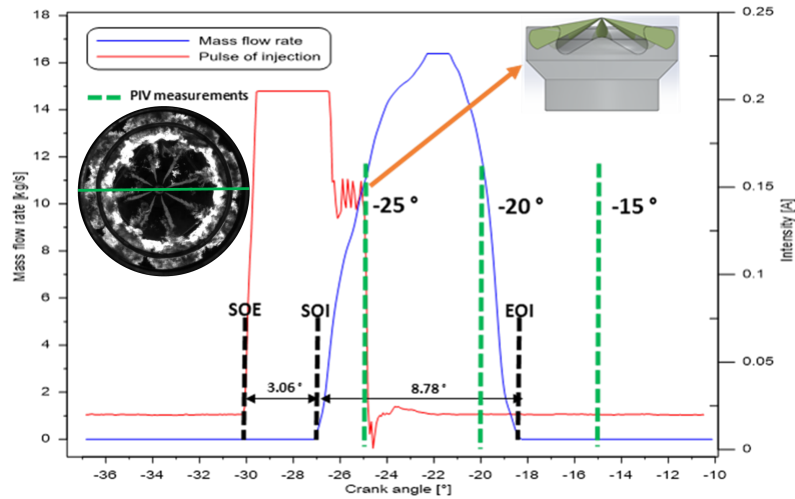 18
16
14
12
10
8
6
4
2
0
Mass flow rate [kg/s]
Mass flow rate
Pulse of injection
PIV measurements
-25°
-20°
-15°
SOE
SOI
EOI
3.06°
8.78°
0.25
0.2
0.15
0.1
0.05
0
Intensity [A]
-36 -34 -32 -30 -28 -26 -24 -22 -20 -18 -16 -14 -12 -10
Crank angle [°]